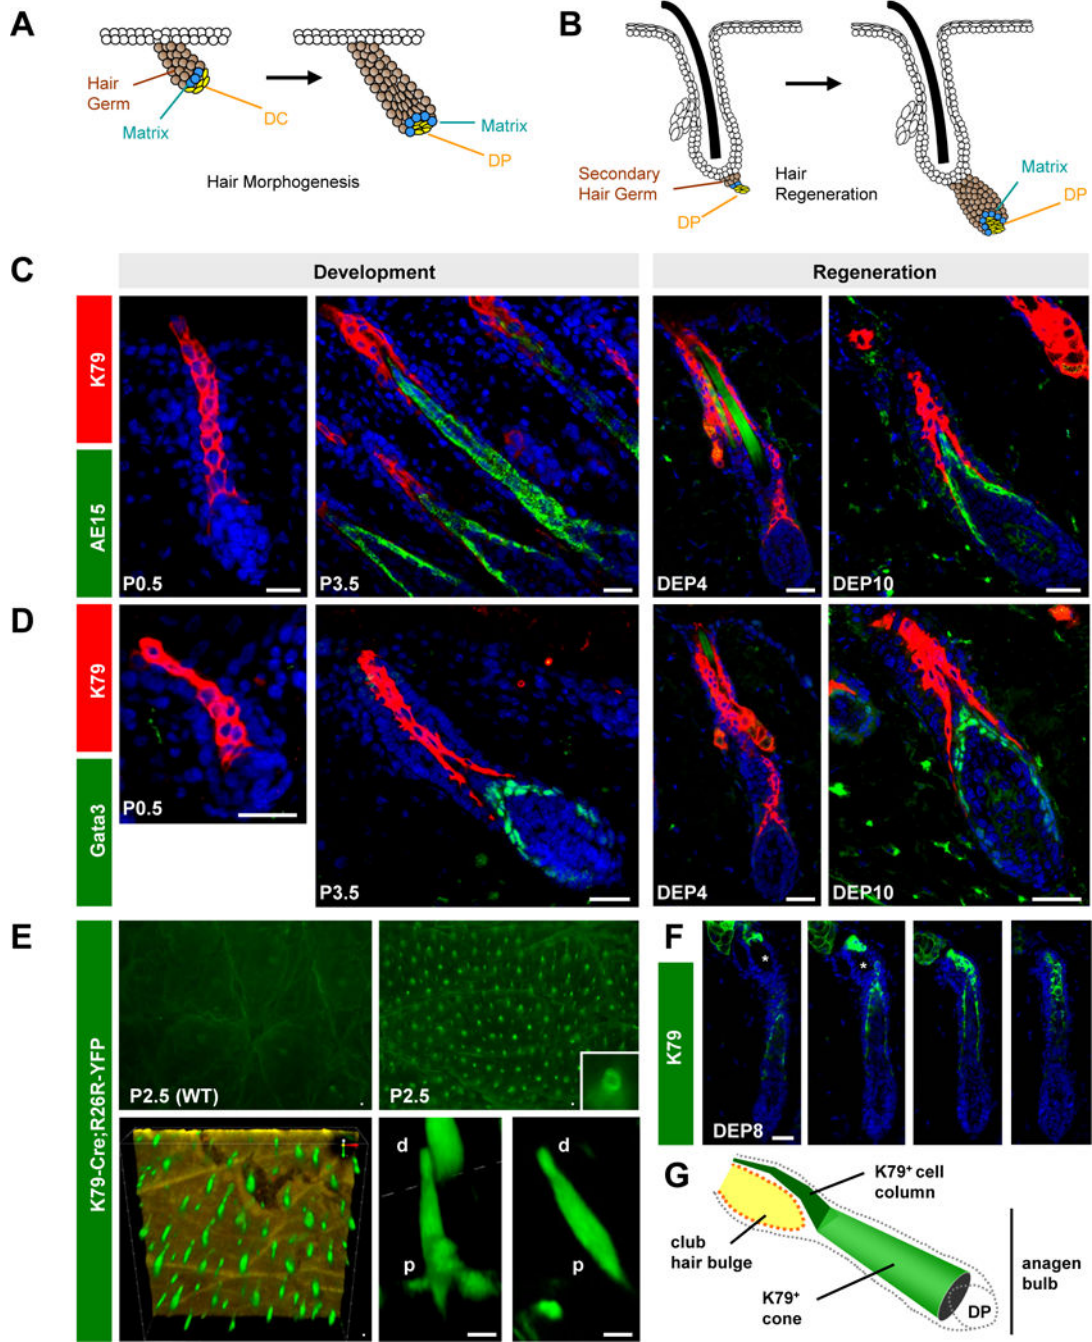 A
Hair
Germ
Matrix
DC
Matrix
DP
Hair Morphogenesis
B
Secondary
Hair Germ
DP
Hair
Regeneration
Matrix
DP
C
Development
Regeneration
K79
AE15
P0.5
P3.5
DEP4
DEP10
D
K79
Gata3
P0.5
P3.5
DEP4
DEP10
E
K79-Cre;R26R-YFP
P2.5 (WT)
P2.5
d
p
d
p
F
K79
DEP8
*
*
G
K79+ cell
column
club
hair bulge
K79+
cone
DP
anagen
bulb